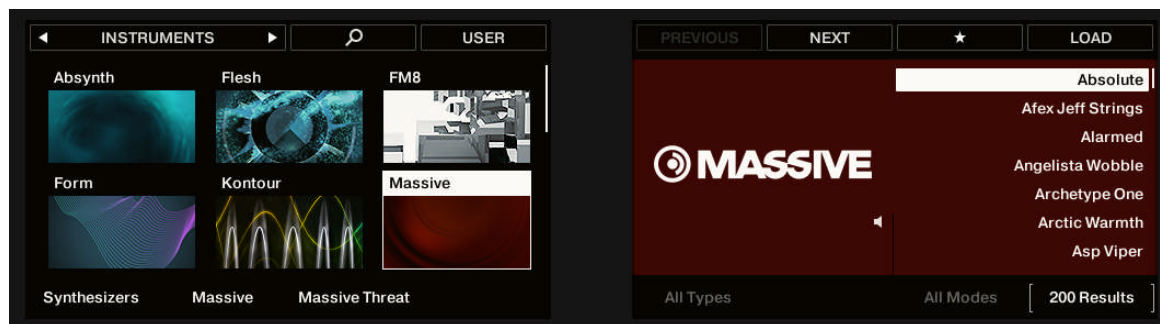 INSTRUMENTS
USER
Absynth
Flesh
FM8
Form
Kontour
Massive
Synthesizers
Massive
Massive Threat
PREVIOUS
NEXT
LOAD
MASSIVE
Absolute
Afex Jeff Strings
Alarmed
Angelista Wobble
Archetype One
Arctic Warmth
Asp Viper
All Types
All Modes
200 Results